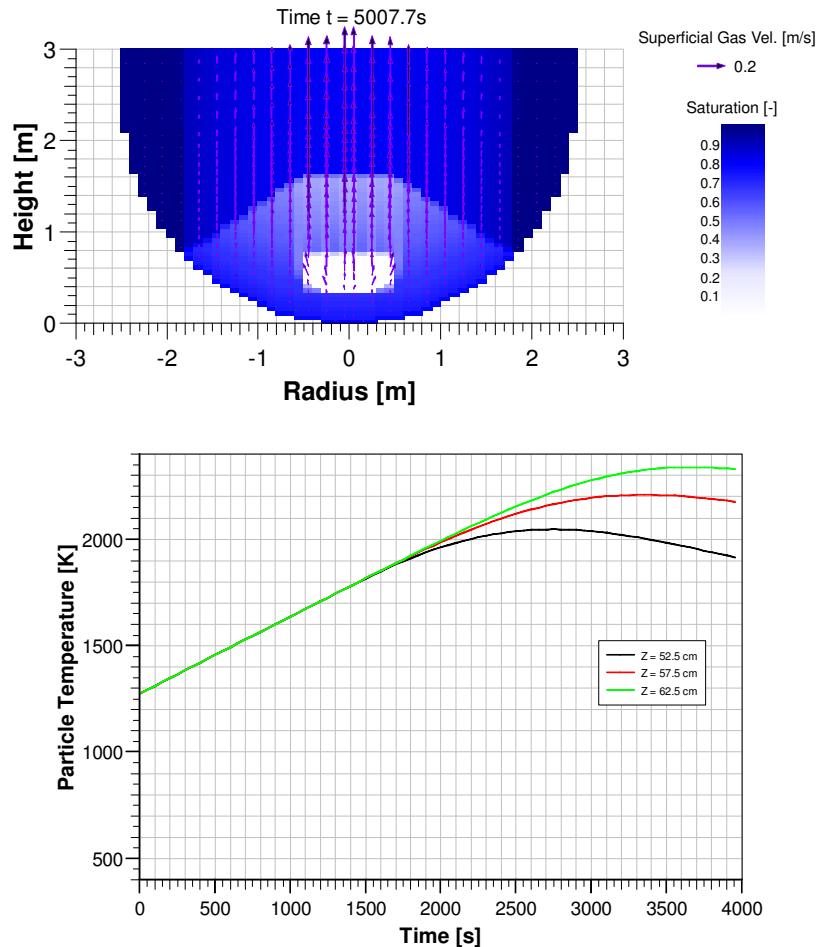 Time t = 5007.7s
Superficial Gas Vel. [m/s]
0.2
Saturation [-]
0.9
0.8
0.7
0.6
0.5
0.4
0.3
0.2
0.1
Height [m]
3
2
1
0
-3 -2 -1 0 1 2 3
Radius [m]
Particle Temperature [K]
2000
1500
1000
500
Z = 52.5 cm
Z = 57.5 cm
Z = 62.5 cm
0 500 1000 1500 2000 2500 3000 3500 4000
Time [s]